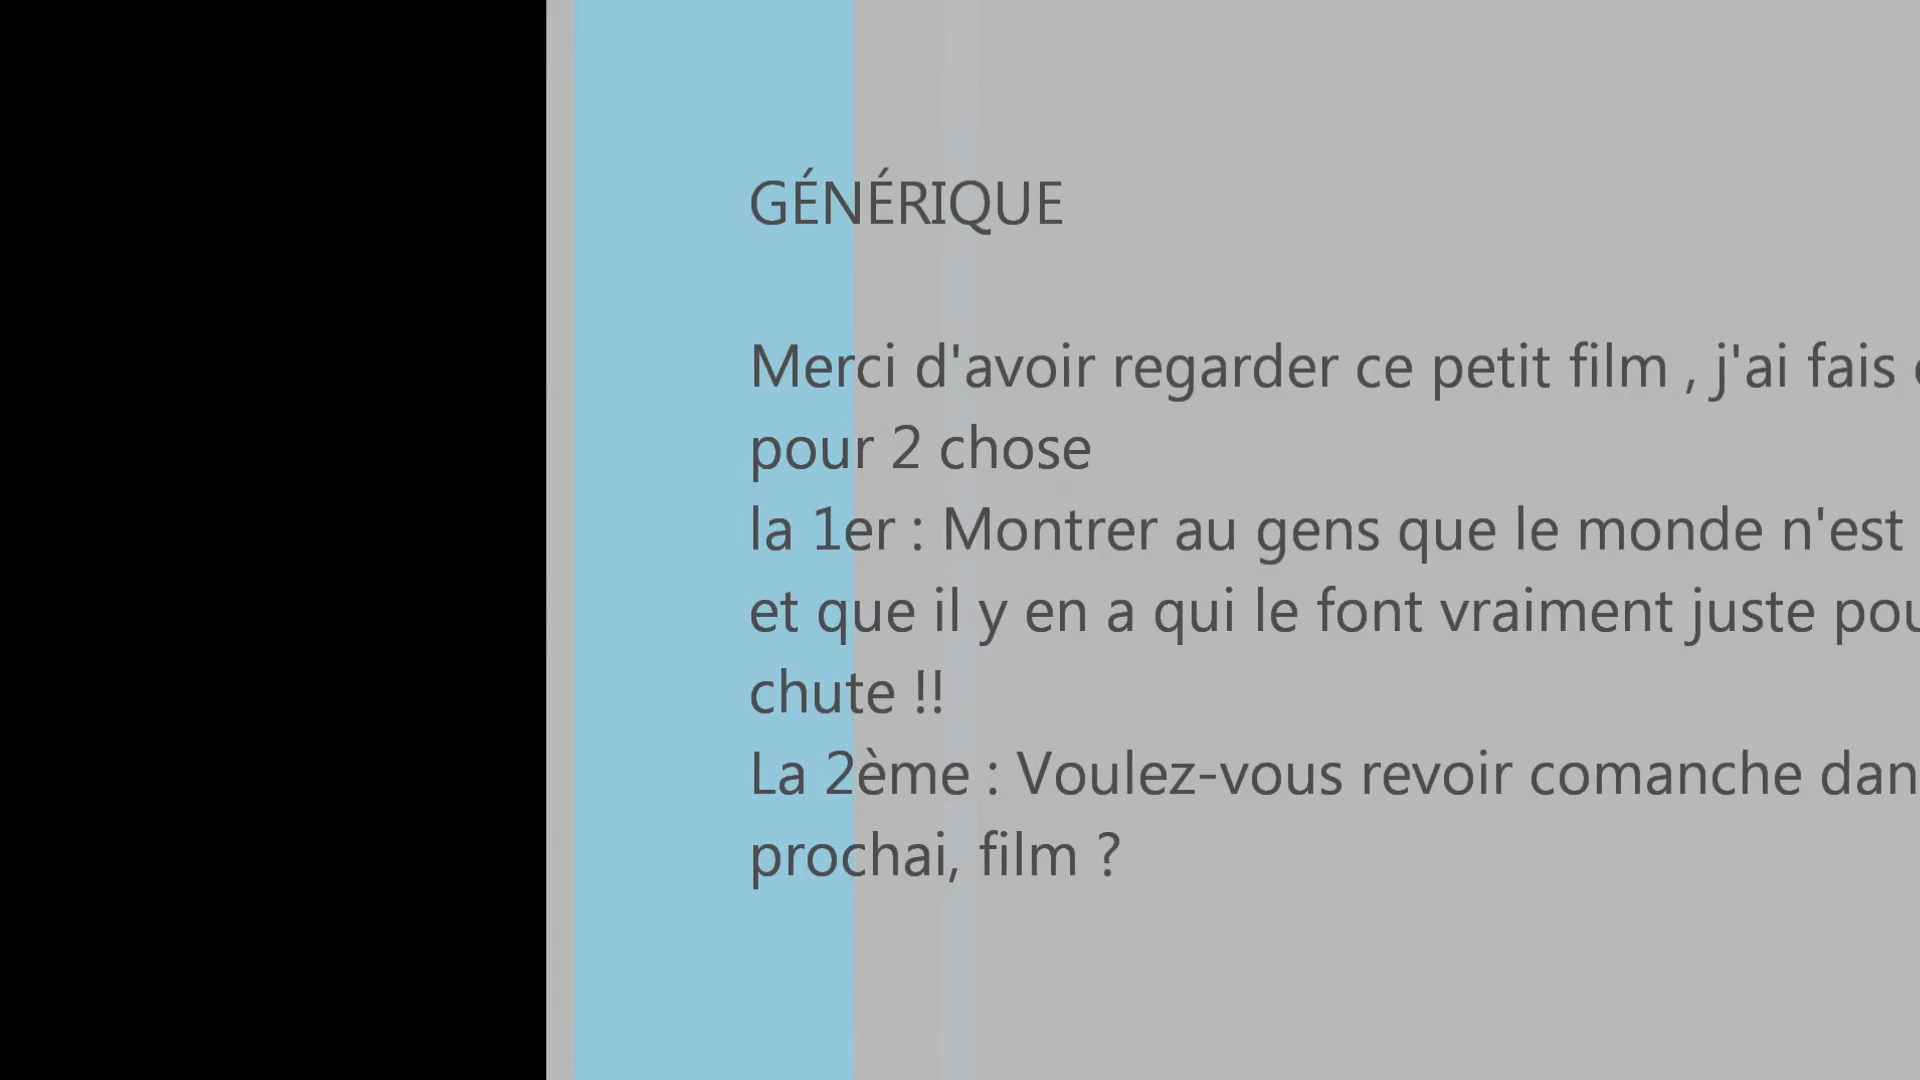 GÉNÉRIQUE
Merci d'avoir regarder ce petit film , j'ai fais
pour 2 chose
la 1er : Montrer au gens que le monde n'est
et que il y en a qui le font vraiment juste
chute !!
La 2ème : Voulez-vous revoir comanche
prochai, film ?